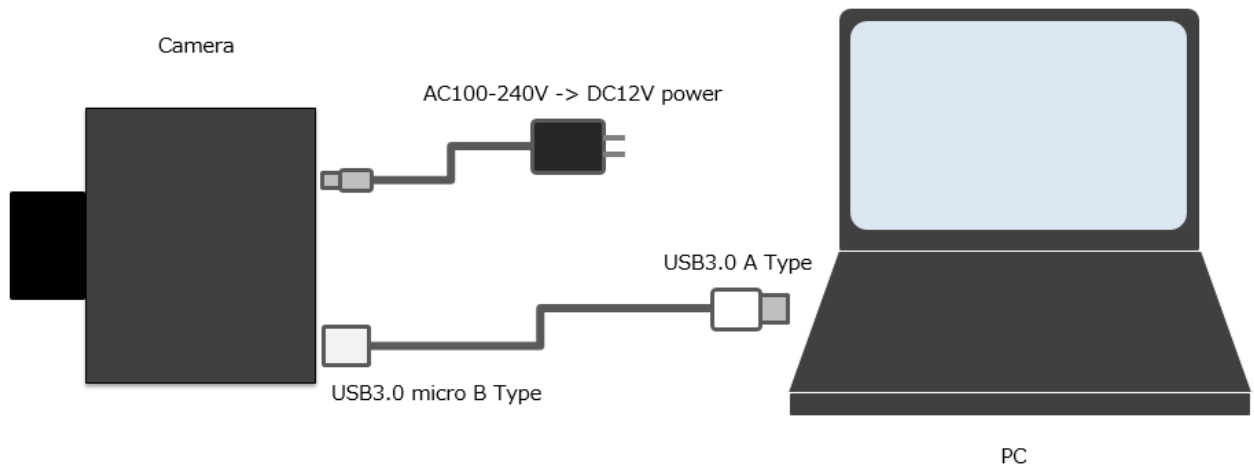 Camera
AC100-240V -> DC12V power
USB3.0 A Type
USB3.0 micro B Type
PC